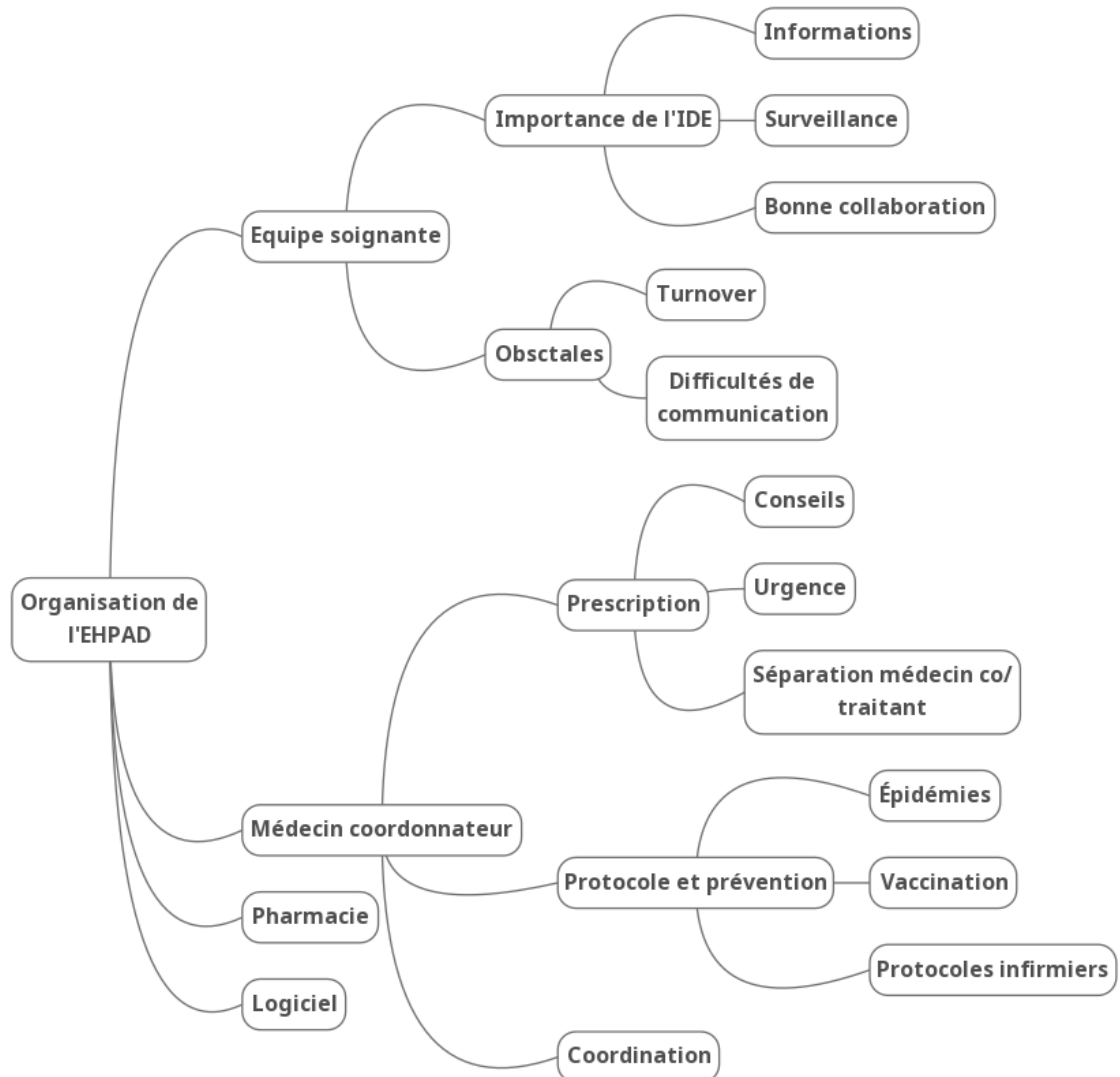 Informations
Importance de l'IDE
Surveillance
Bonne collaboration
Equipe soignante
Turnover
Obsctales
Difficultés de
communication
Conseils
Urgence
Prescription
Organisation de
l'EHPAD
Séparation médecin co/
traitant
Épidémies
Médecin coordonnateur
Protocole et prévention
Vaccination
Pharmacie
Protocoles infirmiers
Logiciel
Coordination